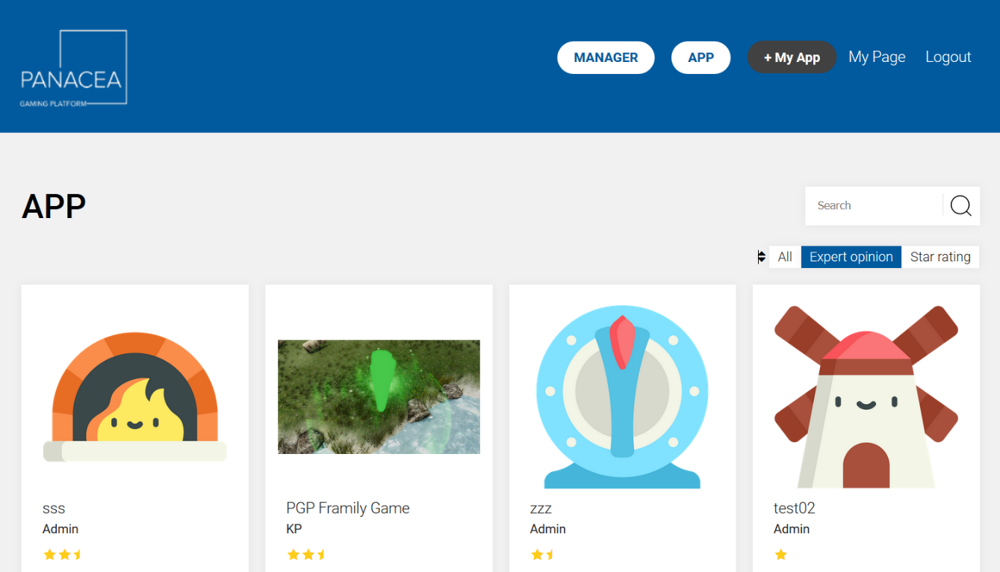 PANACEA
GAMING PLATFORM
MANAGER
APP
+ My App
My Page
Logout
APP
Search
All
Expert opinion
Star rating
sss
Admin
PGP Framily Game
KP
zzz
Admin
test02
Admin